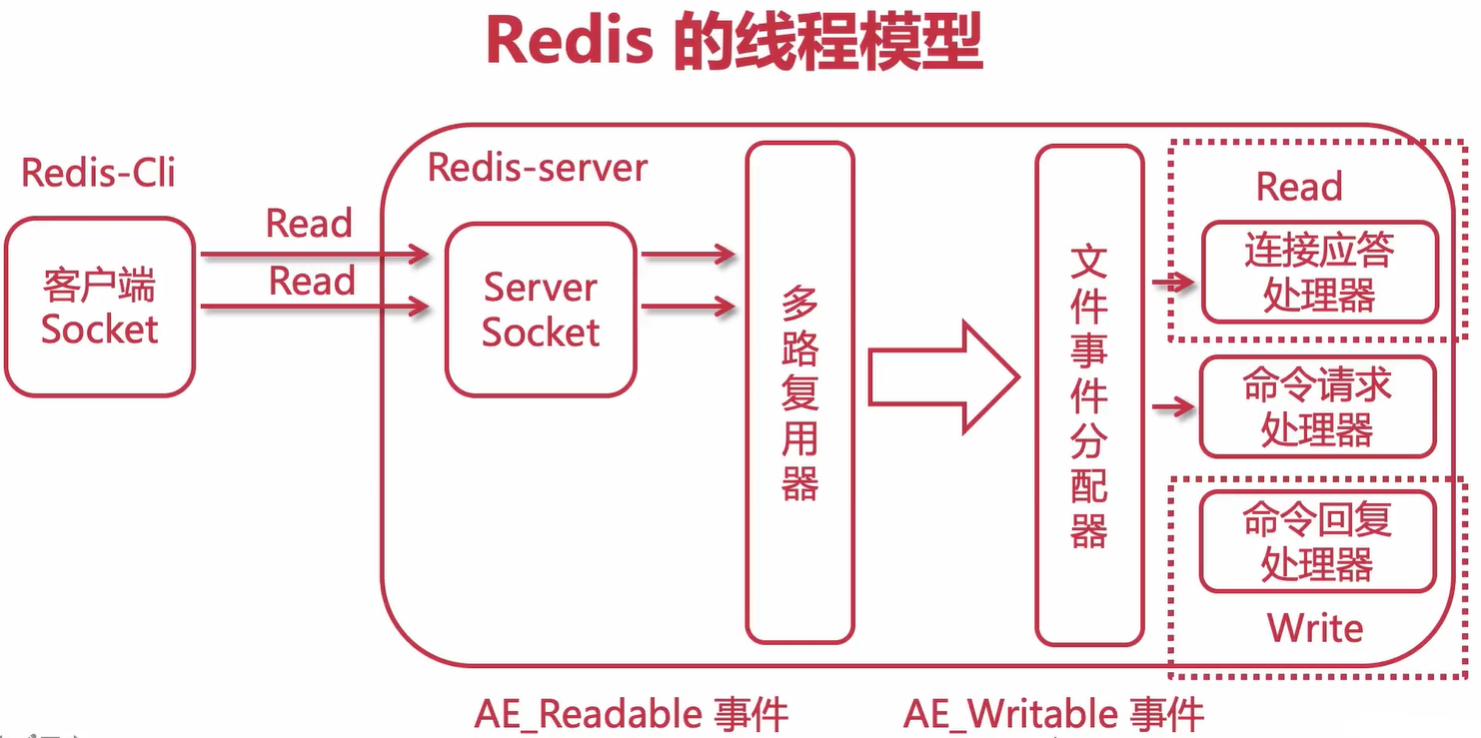 Redis 的线程模型
Redis-Cli
客户端
Socket
Read
Read
Redis-server
Server
Socket
多路复用器
文件事件分配器
Read
连接应答
处理器
命令请求
处理器
命令回复
处理器
Write
AE_Readable 事件
AE_Writable 事件